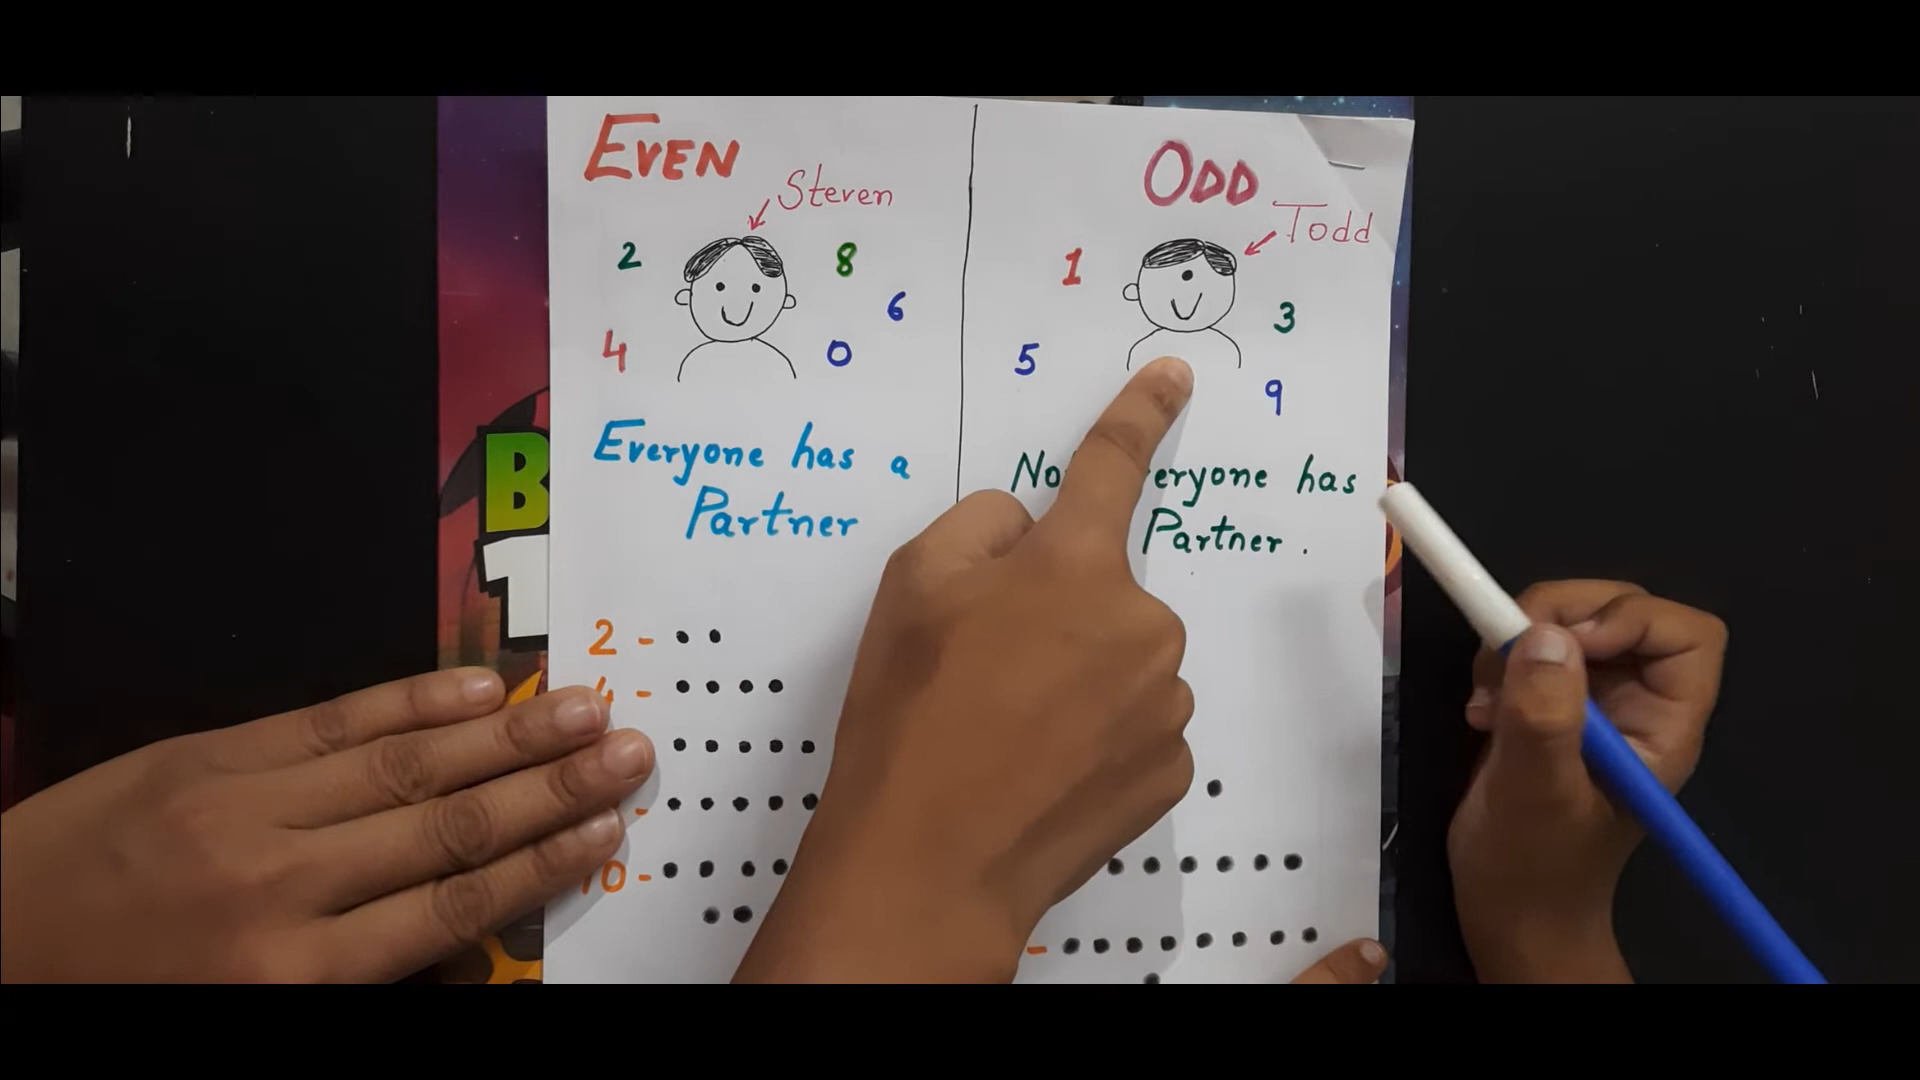 EVEN
Steven
2
8
6
4
0
Everyone has a
Partner
2 -
4 -
-
10 -
ODD
Todd
1
3
5
9
has
Partner .
-